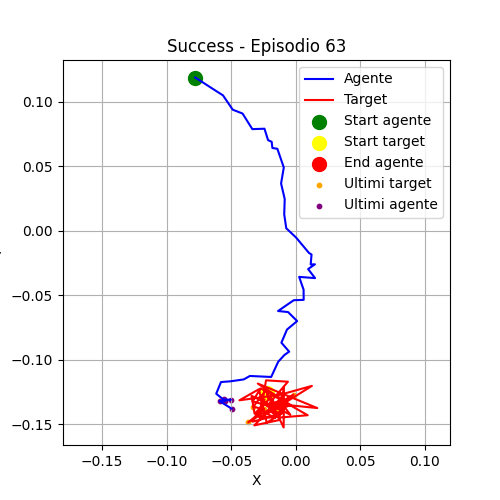 Success - Episodio 63
Agente
Target
Start agente
Start target
End agente
Ultimi target
Ultimi agente
0.10
0.05
0.00
−0.05
−0.10
−0.15
−0.15 −0.10 −0.05 0.00 0.05 0.10
X